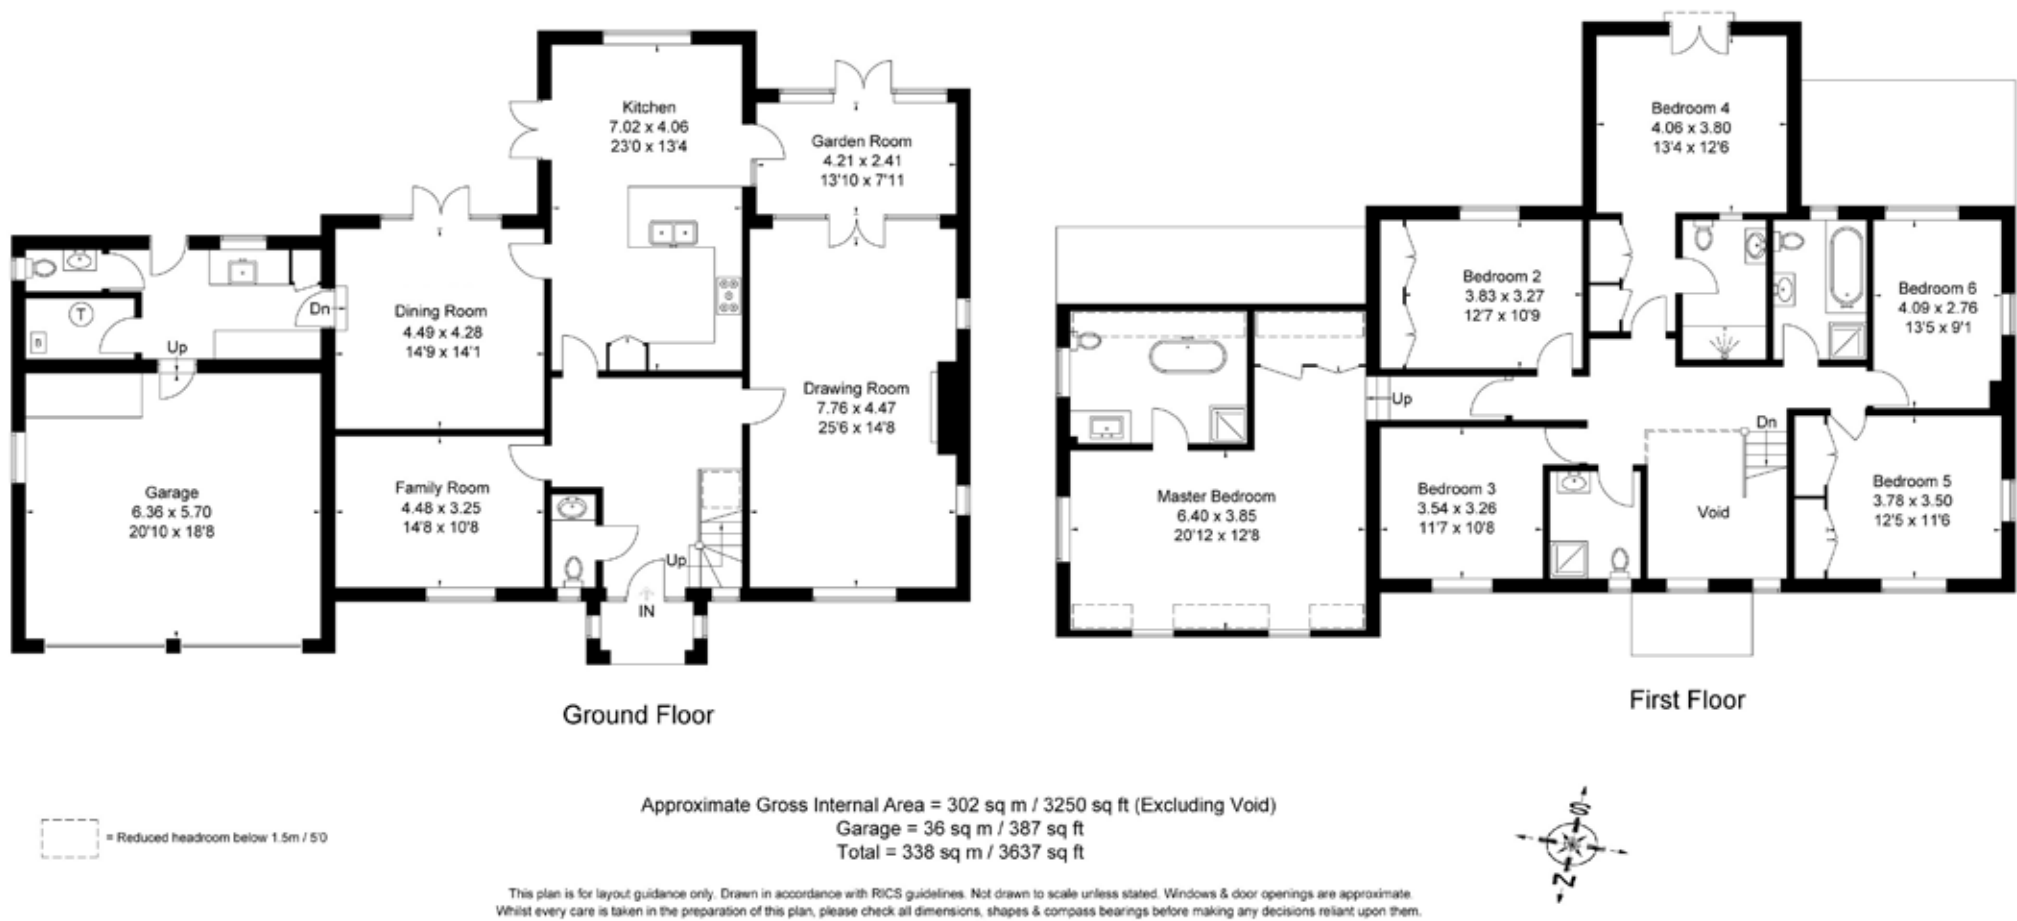 Kitchen
7.02 x 4.06
23'0 x 13'4
Garden Room
4.21 x 2.41
13'10 x 7'11
Dn
Dining Room
4.49 x 4.28
14'9 x 14'1
T
B
Up
Drawing Room
7.76 x 4.47
25'6 x 14'8
Garage
6.36 x 5.70
20'10 x 18'8
Family Room
4.48 x 3.25
14'8 x 10'8
Up
IN
Ground Floor
Bedroom 4
4.06 x 3.80
13'4 x 12'6
Bedroom 2
3.83 x 3.27
12'7 x 10'9
Bedroom 6
4.09 x 2.76
13'5 x 9'1
Up
Dn
Master Bedroom
6.40 x 3.85
20'12 x 12'8
Bedroom 3
3.54 x 3.26
11'7 x 10'8
Void
Bedroom 5
3.78 x 3.50
12'5 x 11'6
First Floor
= Reduced headroom below 1.5m / 5'0
Approximate Gross Internal Area = 302 sq m / 3250 sq ft (Excluding Void)
Garage = 36 sq m / 387 sq ft
Total = 338 sq m / 3637 sq ft
S
N
This plan is for layout guidance only. Drawn in accordance with RICS guidelines. Not drawn to scale unless stated. Windows & door openings are approximate.
Whilst every care is taken in the preparation of this plan, please check all dimensions, shapes & compass bearings before making any decisions reliant upon them.